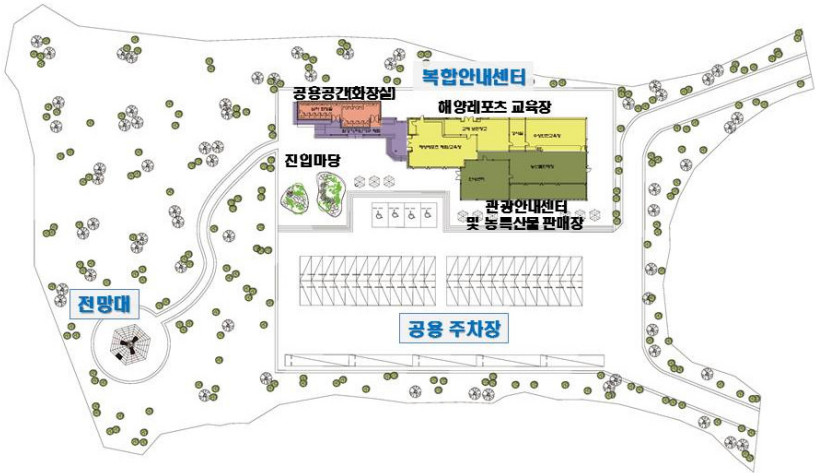 복합안내센터
공용공간(화장실)
해양레포츠 교육장
진입마당
관광안내센터
및 농특산물 판매장
전망대
공용 주차장